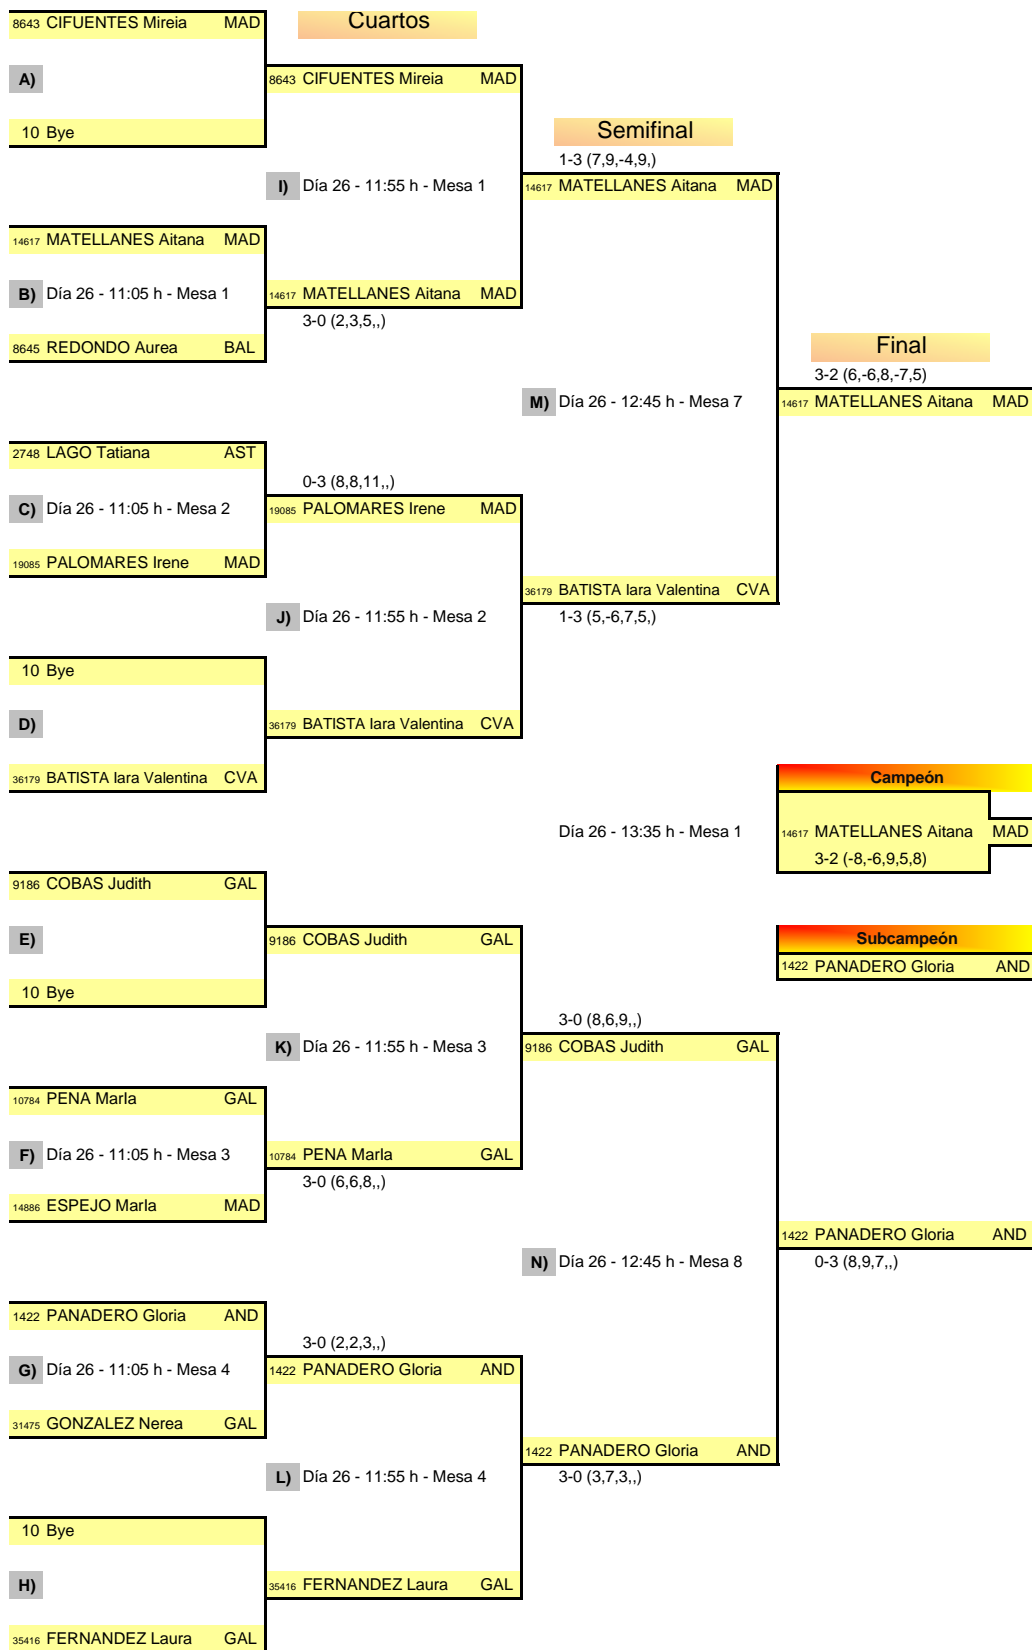 8643 CIFUENTES Mireia MAD
Cuartos
A)
8643 CIFUENTES Mireia MAD
10 Bye
Semifinal
1-3 (7,9,-4,9,)
I) Día 26 - 11:55 h - Mesa 1
14617 MATELLANES Aitana MAD
14617 MATELLANES Aitana MAD
B) Día 26 - 11:05 h - Mesa 1
14617 MATELLANES Aitana MAD
3-0 (2,3,5,,)
8645 REDONDO Aurea BAL
Final
3-2 (6,-6,8,-7,5)
M) Día 26 - 12:45 h - Mesa 7
14617 MATELLANES Aitana MAD
2748 LAGO Tatiana AST
0-3 (8,8,11,,)
C) Día 26 - 11:05 h - Mesa 2
19085 PALOMARES Irene MAD
19085 PALOMARES Irene MAD
36179 BATISTA Iara Valentina CVA
J) Día 26 - 11:55 h - Mesa 2
1-3 (5,-6,7,5,)
10 Bye
D)
36179 BATISTA Iara Valentina CVA
36179 BATISTA Iara Valentina CVA
Campeón
Día 26 - 13:35 h - Mesa 1
14617 MATELLANES Aitana MAD
3-2 (-8,-6,9,5,8)
9186 COBAS Judith GAL
E)
9186 COBAS Judith GAL
Subcampeón
1422 PANADERO Gloria AND
10 Bye
3-0 (8,6,9,,)
K) Día 26 - 11:55 h - Mesa 3
9186 COBAS Judith GAL
10784 PENA MarIa GAL
F) Día 26 - 11:05 h - Mesa 3
10784 PENA MarIa GAL
3-0 (6,6,8,,)
14886 ESPEJO MarIa MAD
1422 PANADERO Gloria AND
N) Día 26 - 12:45 h - Mesa 8
0-3 (8,9,7,,)
1422 PANADERO Gloria AND
3-0 (2,2,3,,)
G) Día 26 - 11:05 h - Mesa 4
1422 PANADERO Gloria AND
31475 GONZALEZ Nerea GAL
1422 PANADERO Gloria AND
L) Día 26 - 11:55 h - Mesa 4
3-0 (3,7,3,,)
10 Bye
H)
35416 FERNANDEZ Laura GAL
35416 FERNANDEZ Laura GAL